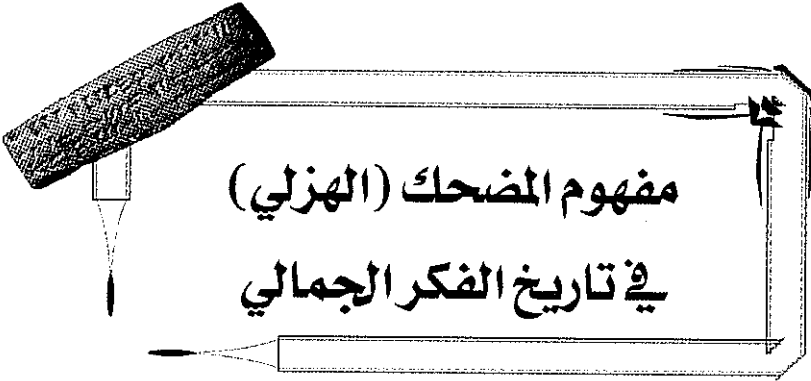 مفهوم المضحك (الهزلي)
في تاريخ الفكر الجمالي